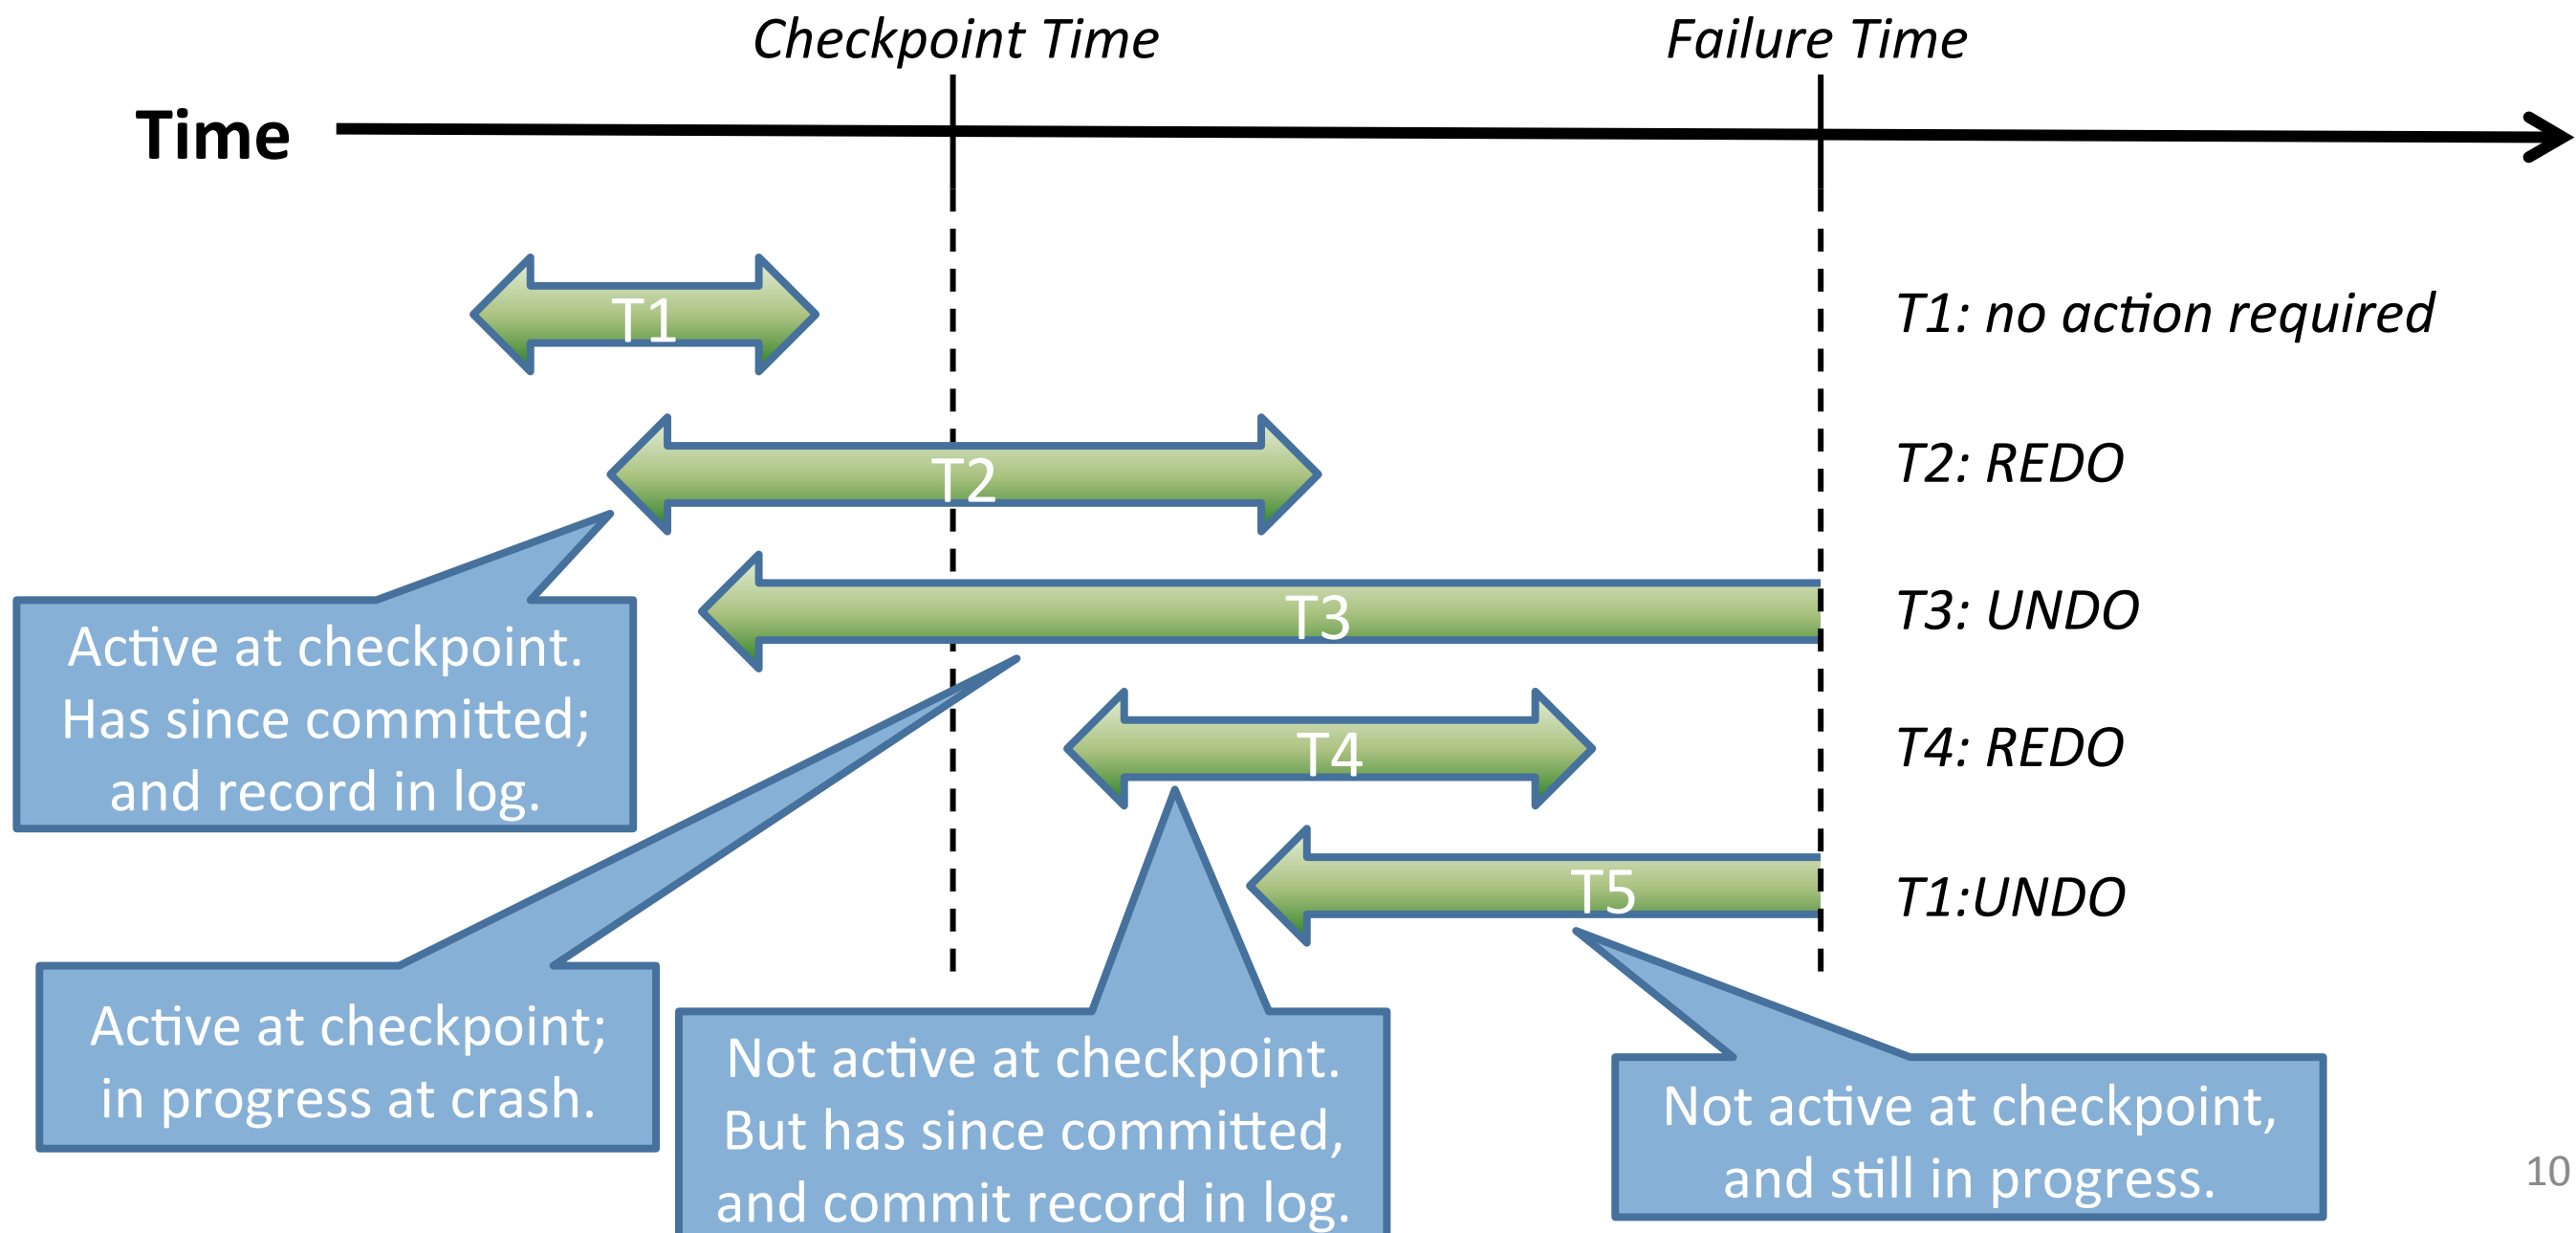 Checkpoint Time
Failure Time
Time
T1
T1: no action required
T2
T2: REDO
T3
T3: UNDO
Active at checkpoint.
Has since committed;
and record in log.
T4
T4: REDO
T5
T1:UNDO
Active at checkpoint;
in progress at crash.
Not active at checkpoint.
But has since committed,
and commit record in log.
Not active at checkpoint,
and still in progress.
10